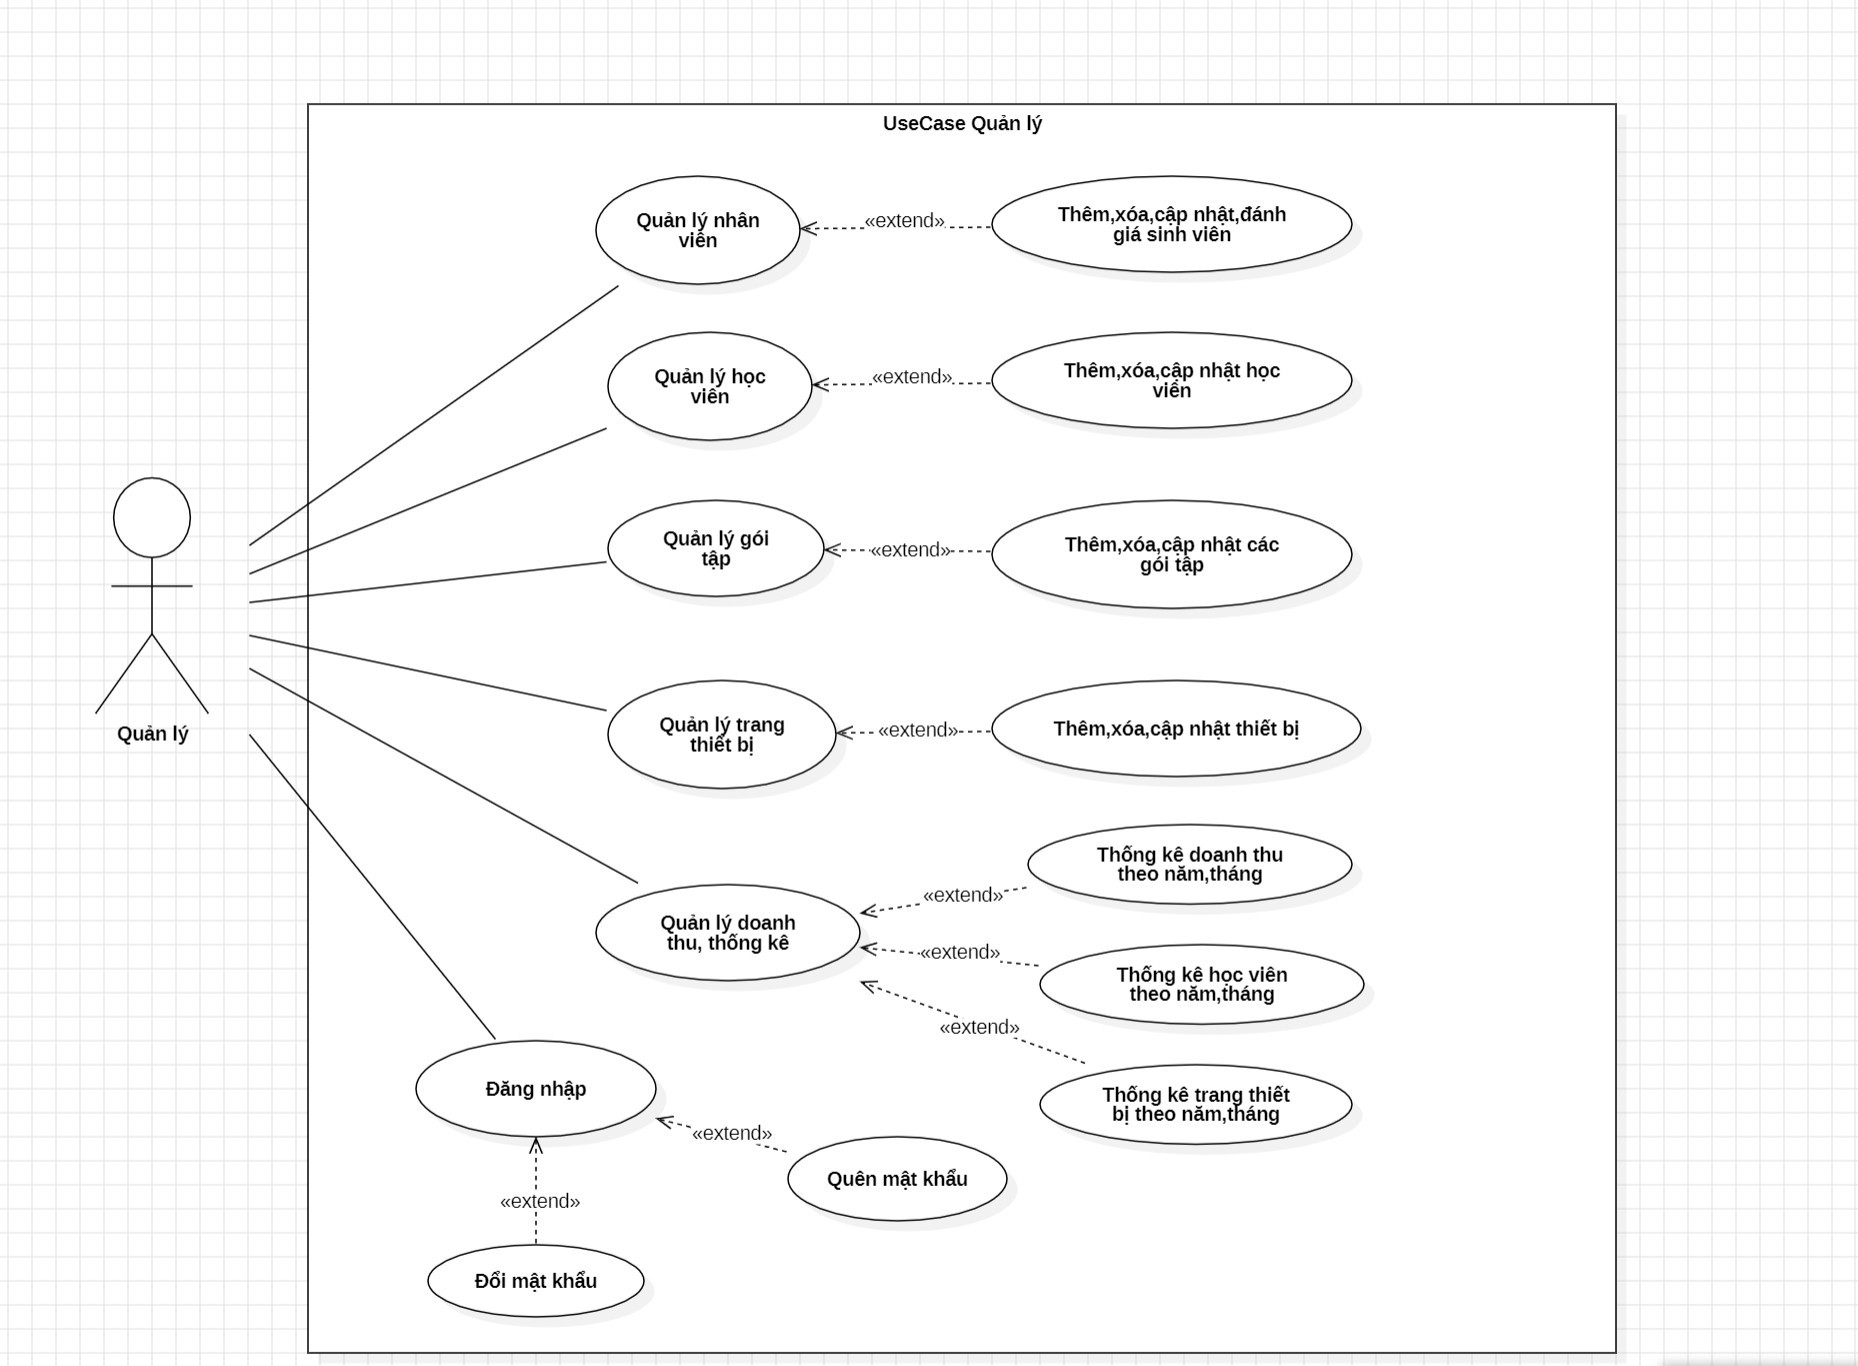 UseCase Quản lý
Quản lý nhân
viên
«extend»
Thêm,xóa,cập nhật,đánh
giá sinh viên
Quản lý học
viên
«extend»
Thêm,xóa,cập nhật học
viên
Quản lý gói
tập
«extend»
Thêm,xóa,cập nhật các
gói tập
Quản lý
Quản lý trang
thiết bị
«extend»
Thêm,xóa,cập nhật thiết bị
Quản lý doanh
thu, thống kê
«extend»
Thống kê doanh thu
theo năm,tháng
«extend»
Thống kê học viên
theo năm,tháng
«extend»
Thống kê trang thiết
bị theo năm,tháng
Đăng nhập
«extend»
Quên mật khẩu
«extend»
Đổi mật khẩu